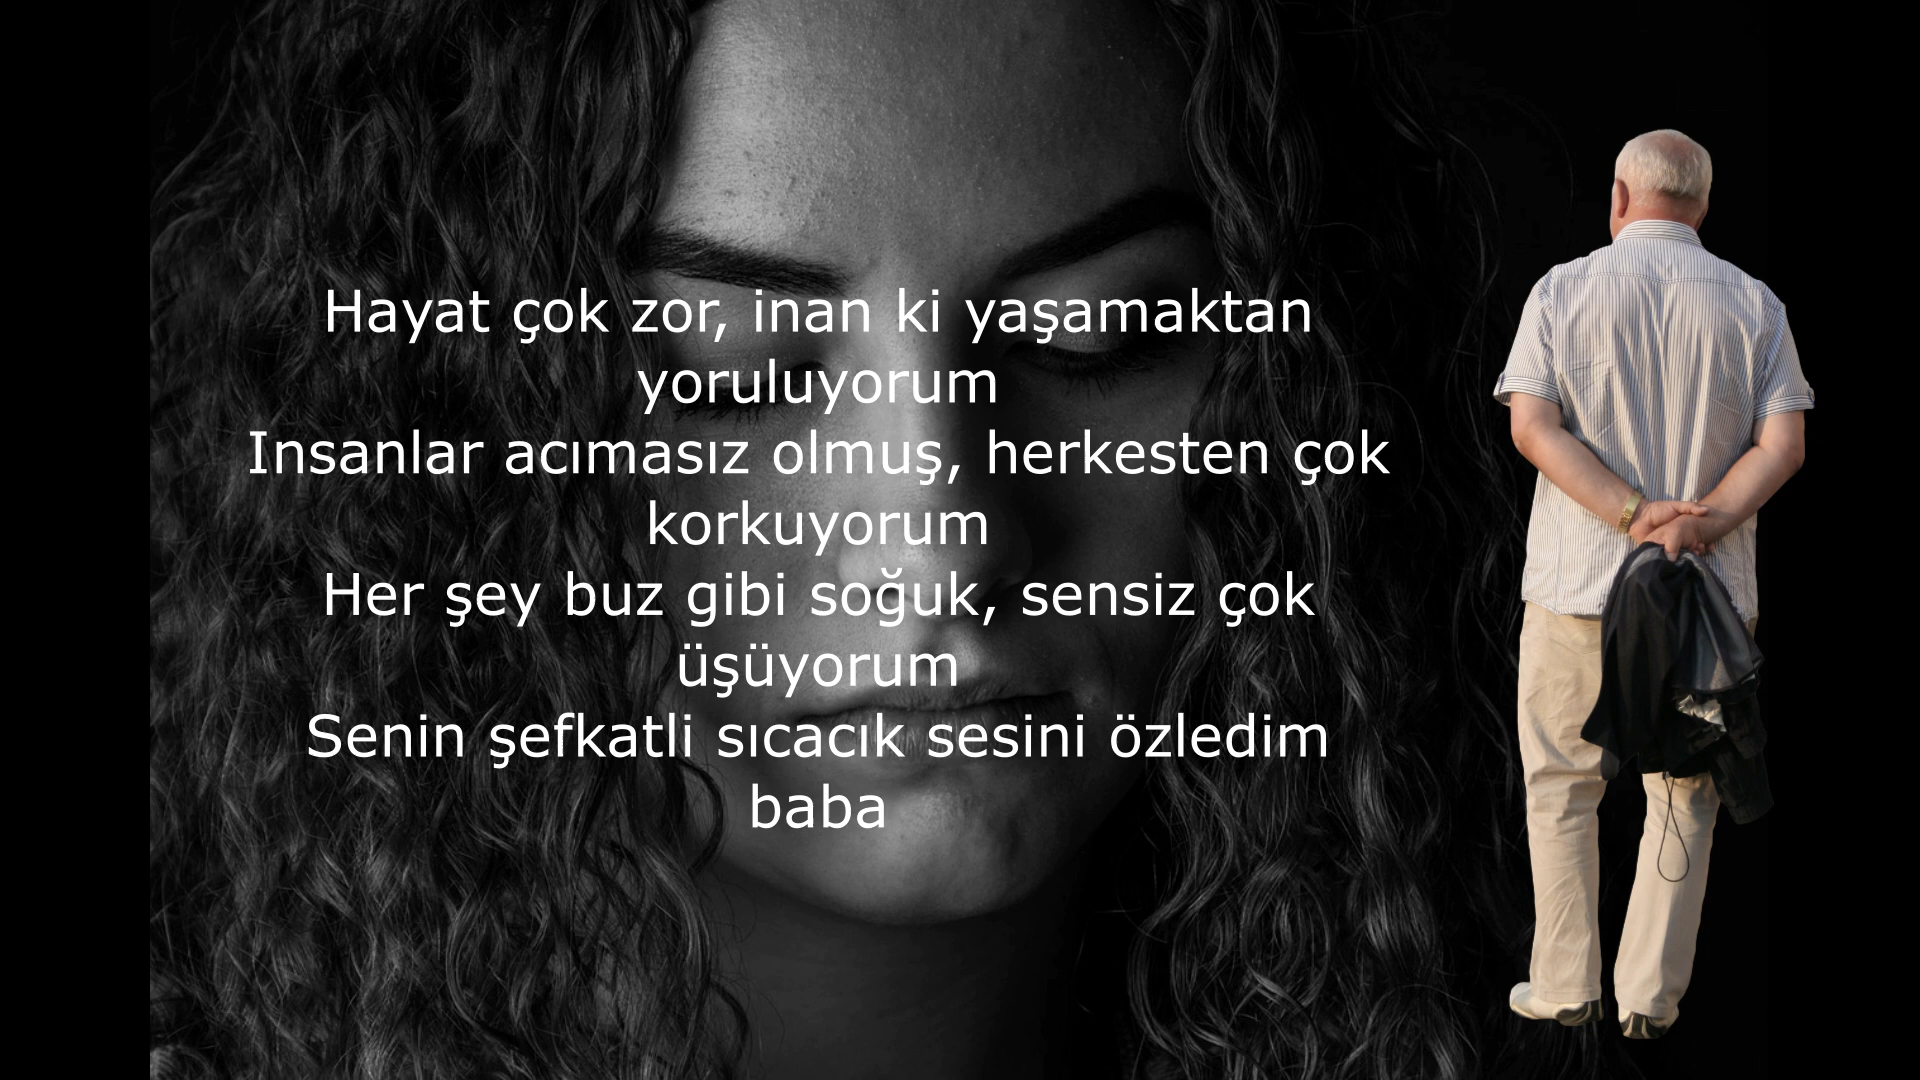 Hayat çok zor, inan ki yaşamaktan
yoruluyorum
Insanlar acımasız olmuş, herkesten çok
korkuyorum
Her şey buz gibi soğuk, sensiz çok
üşüyorum
Senin şefkatli sıcacık sesini özledim
baba